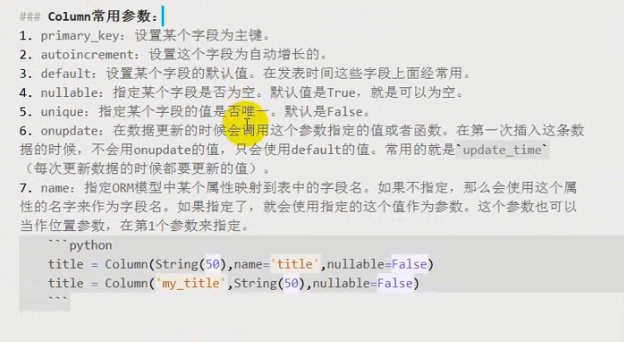 ### Column常用参数：
1. primary_key：设置某个字段为主键。
2. autoincrement：设置这个字段为自动增长的。
3. default：设置某个字段的默认值。在发表时间这些字段上面经常用。
4. nullable：指定某个字段是否为空。默认值是True，就是可以为空。
5. unique：指定某个字段的值是否唯一。默认是False。
6. onupdate：在数据更新的时候会调用这个参数指定的值或者函数。在第一次插入这条数
据的时候，不会用onupdate的值，只会使用default的值。常用的就是`update_time`
（每次更新数据的时候都要更新的值）。
7. name：指定ORM模型中某个属性映射到表中的字段名。如果不指定，那么会使用这个属
性的名字来作为字段名。如果指定了，就会使用指定的这个值作为参数。这个参数也可以
当作位置参数，在第1个参数来指定。
```python
title = Column(String(50),name='title',nullable=False)
title = Column('my_title',String(50),nullable=False)
```